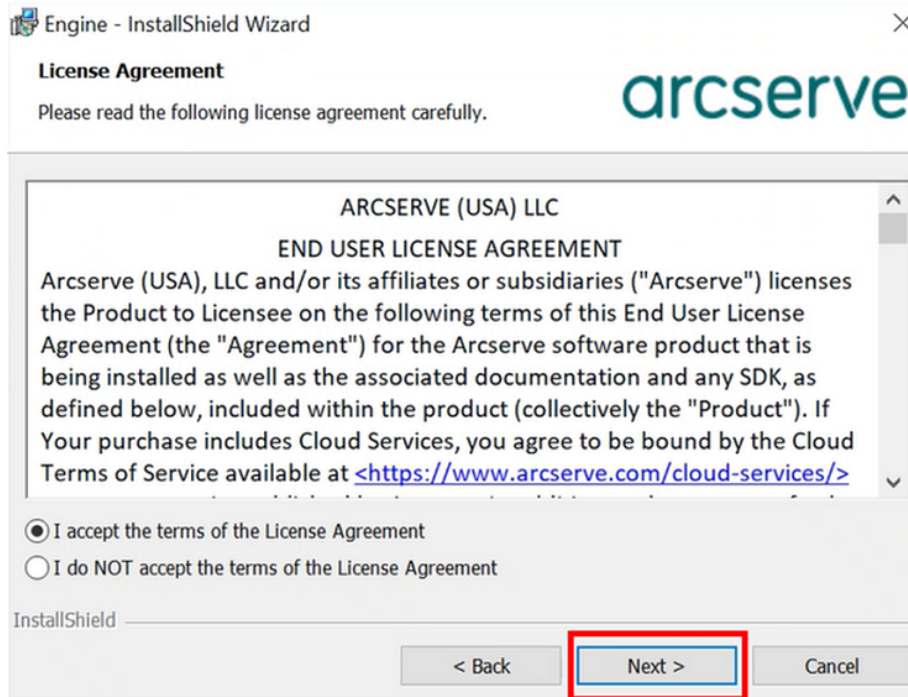 Engine - InstallShield Wizard
License Agreement
Please read the following license agreement carefully.
arcserve
ARCSERVE (USA) LLC
END USER LICENSE AGREEMENT
Arcserve (USA), LLC and/or its affiliates or subsidiaries ("Arcserve") licenses
the Product to Licensee on the following terms of this End User License
Agreement (the "Agreement") for the Arcserve software product that is
being installed as well as the associated documentation and any SDK, as
defined below, included within the product (collectively the "Product"). If
Your purchase includes Cloud Services, you agree to be bound by the Cloud
Terms of Service available at <https://www.arcserve.com/cloud-services/>
I accept the terms of the License Agreement
I do NOT accept the terms of the License Agreement
InstallShield
< Back
Next >
Cancel